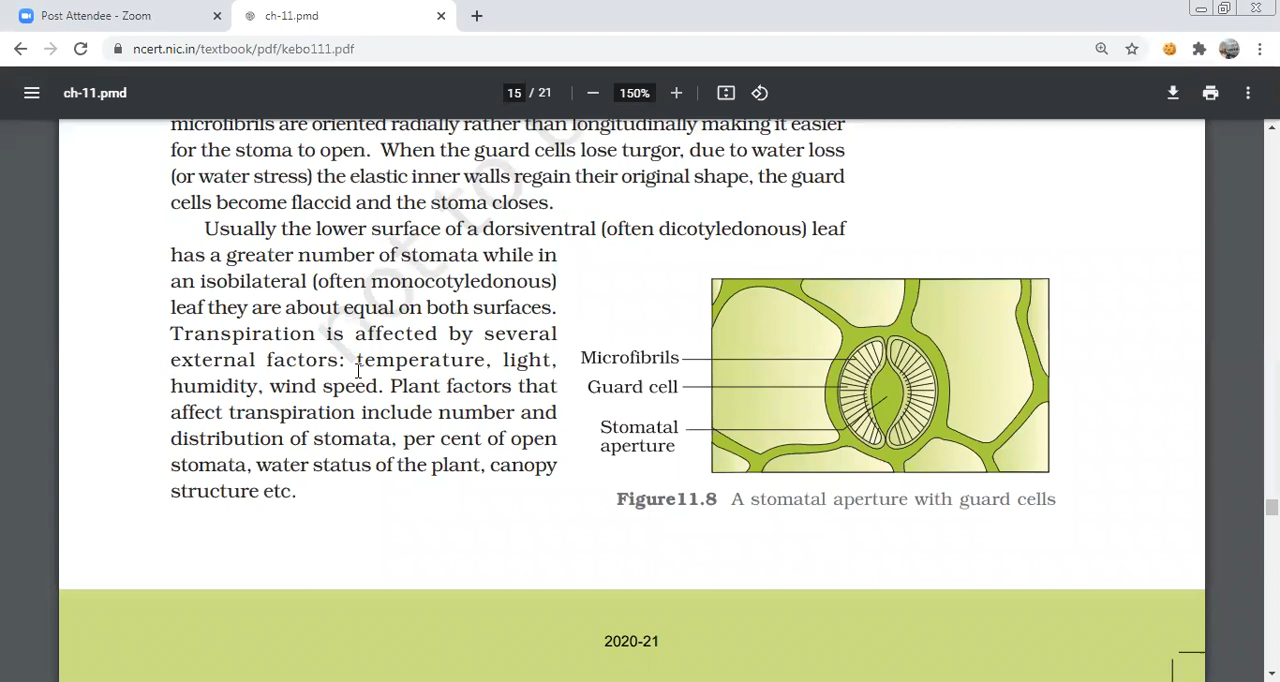 Post Attendee - Zoom
ch-11.pmd
ncert.nic.in/textbook/pdf/kebo111.pdf
ch-11.pmd
15 / 21
150%
microfibrils are oriented radially rather than longitudinally making it easier
for the stoma to open. When the guard cells lose turgor, due to water loss
(or water stress) the elastic inner walls regain their original shape, the guard
cells become flaccid and the stoma closes.
Usually the lower surface of a dorsiventral (often dicotyledonous) leaf
has a greater number of stomata while in
an isobilateral (often monocotyledonous)
leaf they are about equal on both surfaces.
Transpiration is affected by several
external factors: temperature, light,
humidity, wind speed. Plant factors that
affect transpiration include number and
distribution of stomata, per cent of open
stomata, water status of the plant, canopy
structure etc.
Microfibrils
Guard cell
Stomatal
aperture
Figure11.8 A stomatal aperture with guard cells
not to
2020-21